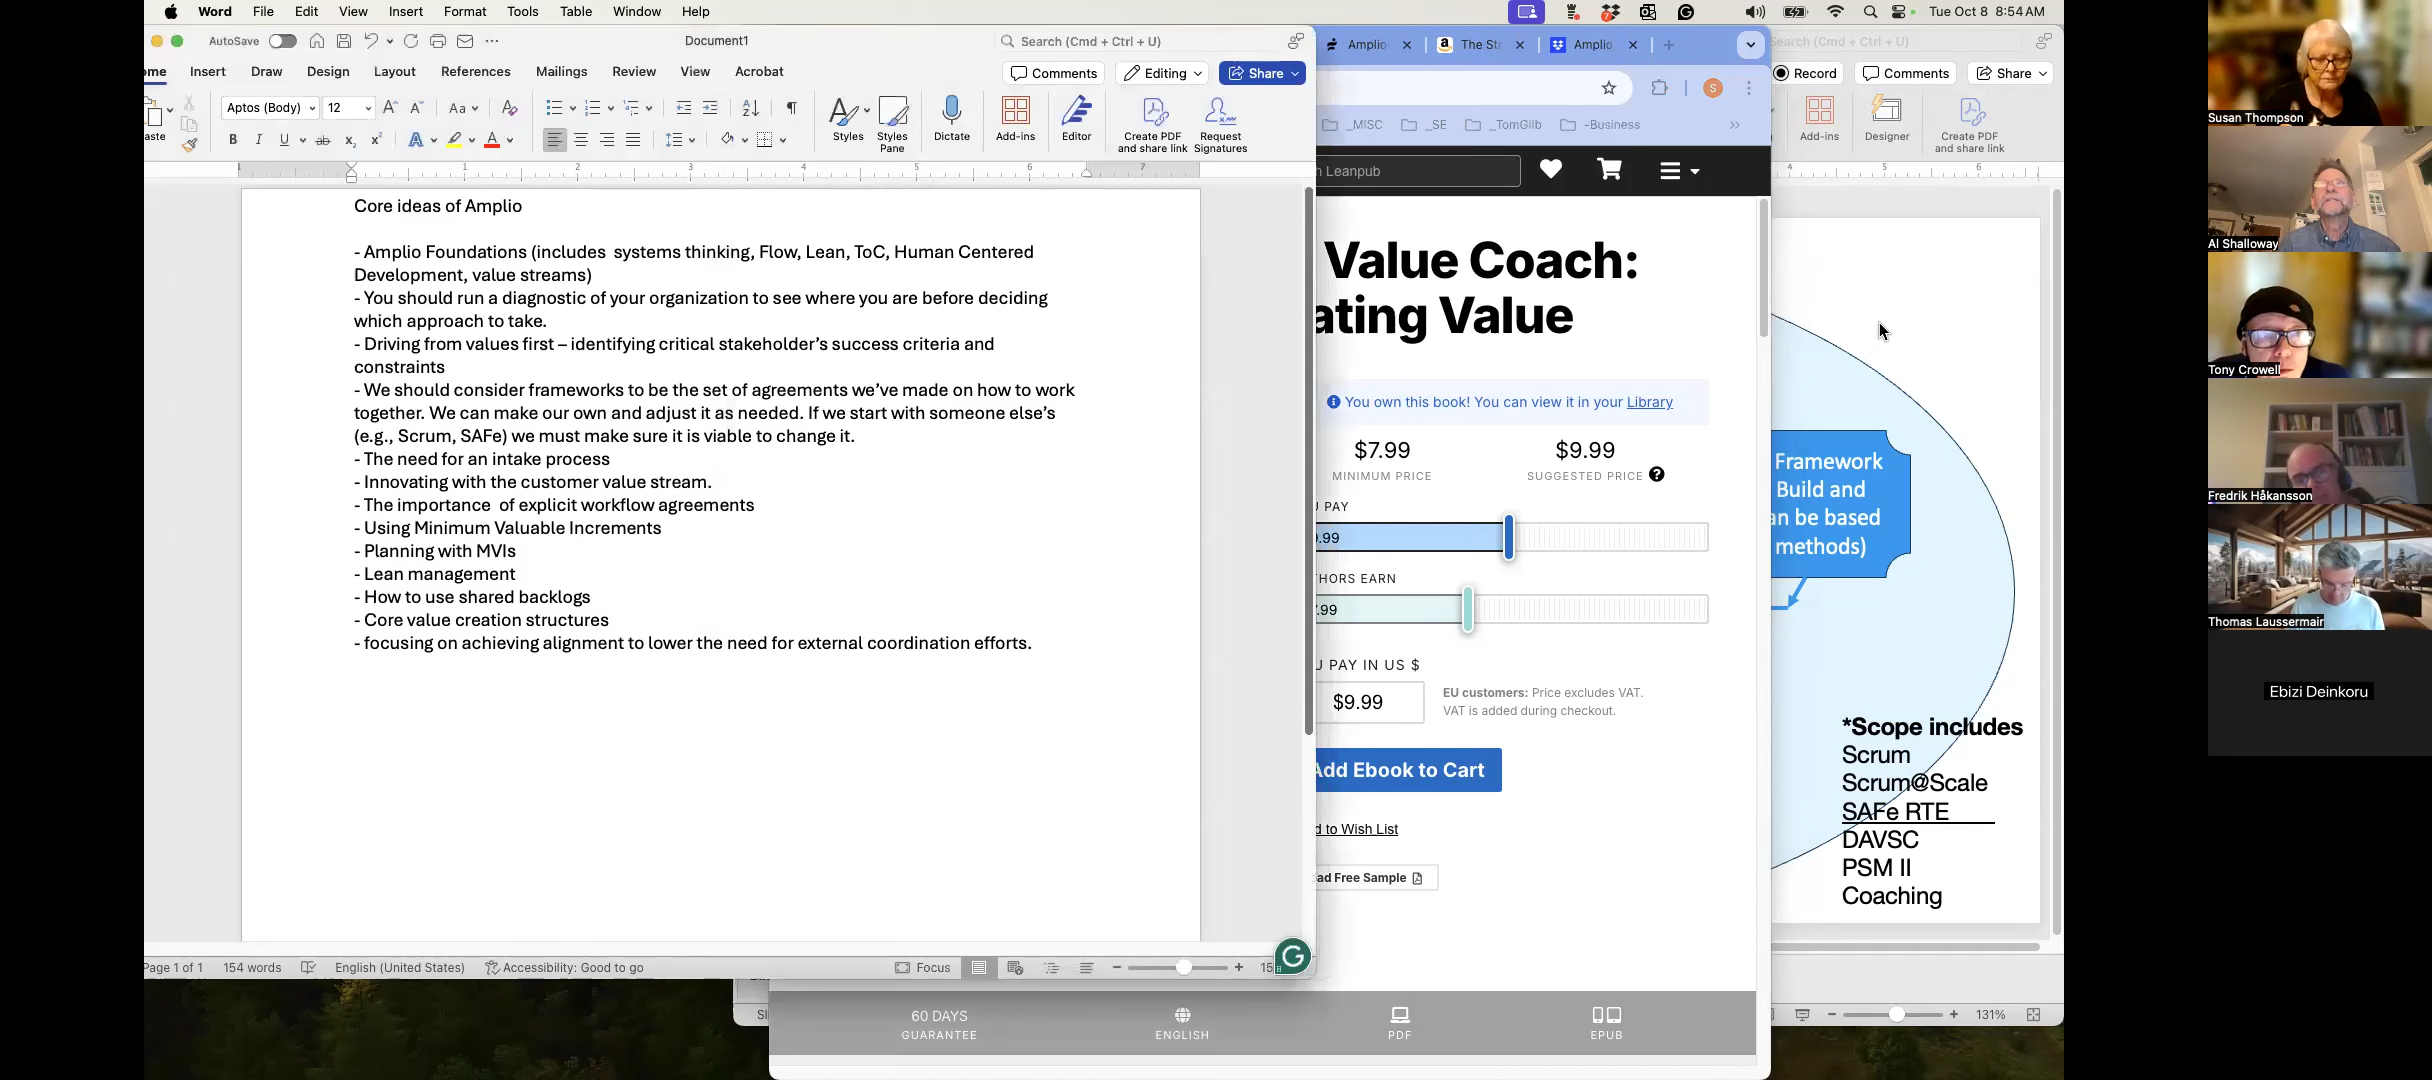 Word File Edit View Insert Format Tools Table Window Help
Tue Oct 8 8:54 AM
AutoSave
Document1
Search (Cmd + Ctrl + U)
Insert Draw Design Layout References Mailings Review View Acrobat
Comments Editing Share
Aptos (Body) 12
Styles
Styles Pane
Dictate
Add-ins
Editor
Create PDF and share link
Request Signatures
Core ideas of Amplio
- Amplio Foundations (includes systems thinking, Flow, Lean, ToC, Human Centered
Development, value streams)
- You should run a diagnostic of your organization to see where you are before deciding
which approach to take.
- Driving from values first – identifying critical stakeholder’s success criteria and
constraints
- We should consider frameworks to be the set of agreements we’ve made on how to work
together. We can make our own and adjust it as needed. If we start with someone else’s
(e.g., Scrum, SAFe) we must make sure it is viable to change it.
- The need for an intake process
- Innovating with the customer value stream.
- The importance of explicit workflow agreements
- Using Minimum Valuable Increments
- Planning with MVIs
- Lean management
- How to use shared backlogs
- Core value creation structures
- focusing on achieving alignment to lower the need for external coordination efforts.
Page 1 of 1 154 words English (United States) Accessibility: Good to go
Focus
Amplio The Str Amplio
_MISC _SE _TomGilb -Business
Leanpub
Value Coach:
ating Value
You own this book! You can view it in your Library
$7.99 $9.99
MINIMUM PRICE SUGGESTED PRICE
PAY
.99
THORS EARN
.99
U PAY IN US $
$9.99
EU customers: Price excludes VAT.
VAT is added during checkout.
Add Ebook to Cart
d to Wish List
ad Free Sample
60 DAYS
GUARANTEE
ENGLISH
PDF
EPUB
Search (Cmd + Ctrl + U)
Record Comments Share
Add-ins
Designer
Create PDF
and share link
Framework
Build and
an be based
methods)
*Scope includes
Scrum
Scrum@Scale
SAFe RTE
DAVSC
PSM II
Coaching
131%
Susan Thompson
Al Shalloway
Tony Crowell
Fredrik Håkansson
Thomas Laussermair
Ebizi Deinkoru